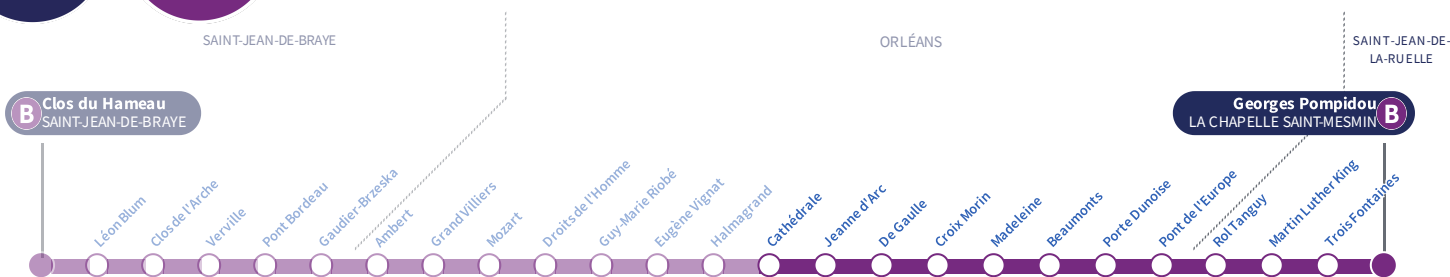 SAINT-JEAN-DE-BRAYE
ORLÉANS
SAINT-JEAN-DE-
LA-RUELLE
B
Clos du Hameau
SAINT-JEAN-DE-BRAYE
Georges Pompidou
LA CHAPELLE SAINT-MESMIN
B
Léon Blum
Clos de l'Arche
Verville
Pont Bordeau
Gaudier-Brzeska
Ambert
Grand Villiers
Mozart
Droits de l'Homme
Guy-Marie Riobé
Eugène Vignat
Halmagrand
Cathédrale
Jeanne d'Arc
De Gaulle
Croix Morin
Madeleine
Beaumonts
Porte Dunoise
Pont de l'Europe
Rol Tanguy
Martin Luther King
Trois Fontaines